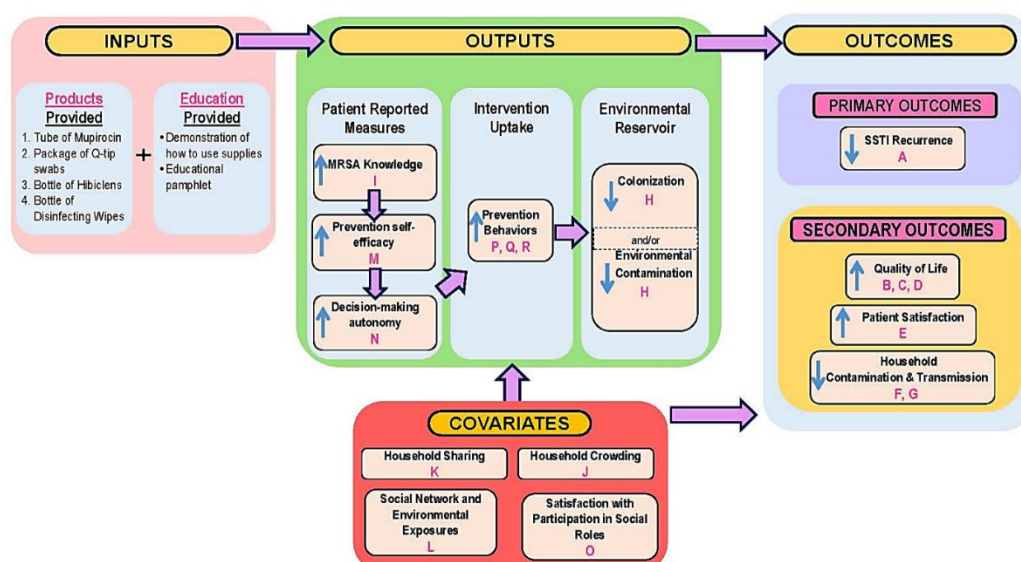 INPUTS
Products
Provided
1. Tube of Mupirocin
2. Package of Q-tip
swabs
3. Bottle of Hibiclens
4. Bottle of
Disinfecting Wipes
+
Education
Provided
• Demonstration of
how to use supplies
• Educational
pamphlet
OUTPUTS
Patient Reported
Measures
MRSA Knowledge
I
Prevention self-
efficacy
M
Decision-making
autonomy
N
Intervention
Uptake
Prevention
Behaviors
P, Q, R
Environmental
Reservoir
Colonization
H
and/or
Environmental
Contamination
H
OUTCOMES
PRIMARY OUTCOMES
SSTI Recurrence
A
SECONDARY OUTCOMES
Quality of Life
B, C, D
Patient Satisfaction
E
Household
Contamination & Transmission
F, G
COVARIATES
Household Sharing
K
Household Crowding
J
Social Network and
Environmental
Exposures
L
Satisfaction with
Participation in Social
Roles
O